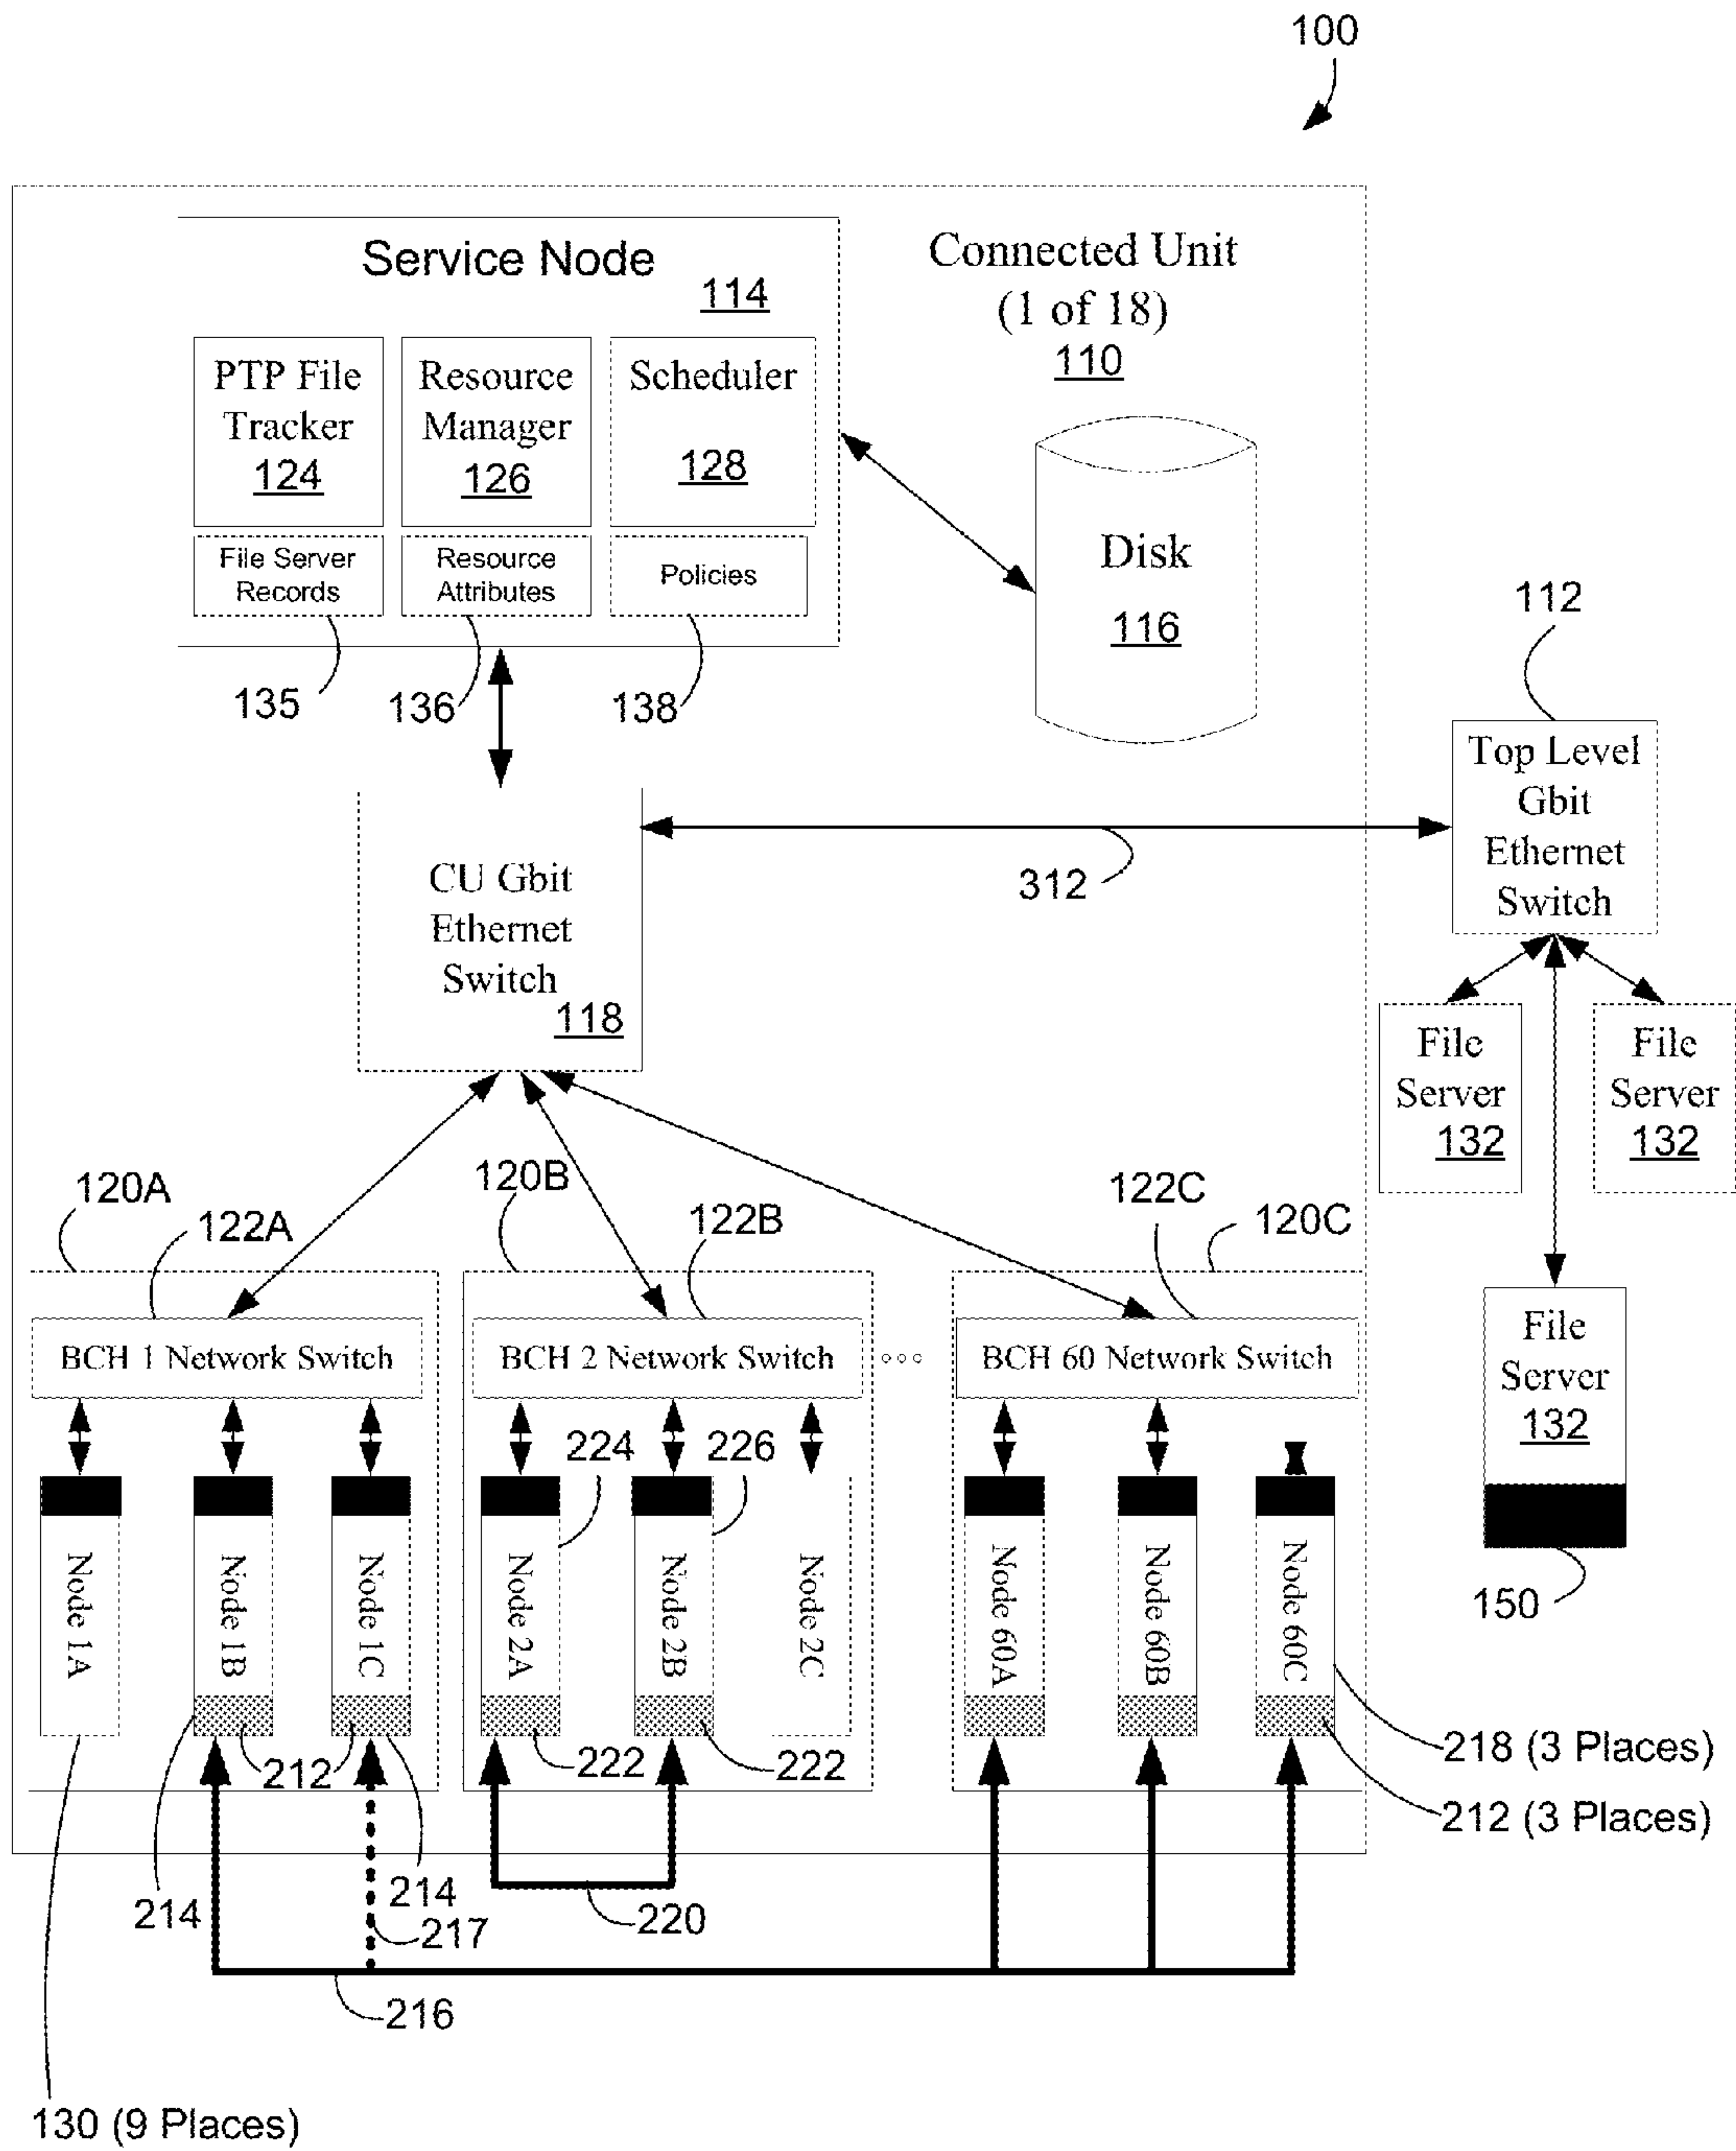 100
Service Node
114
Connected Unit
(1 of 18)
110
PTP File
Tracker
124
Resource
Manager
126
Scheduler
128
File Server
Records
Resource
Attributes
Policies
135
136
138
Disk
116
112
Top Level
Gbit
Ethernet
Switch
312
CU Gbit
Ethernet
Switch
118
File
Server
132
File
Server
132
File
Server
132
150
120A
122A
120B
122B
122C
120C
BCH 1 Network Switch
BCH 2 Network Switch
BCH 60 Network Switch
224
226
Node 1A
Node 1B
Node 1C
Node 2A
Node 2B
Node 2C
Node 60A
Node 60B
Node 60C
212
222
222
218 (3 Places)
212 (3 Places)
214
214
217
220
216
130 (9 Places)